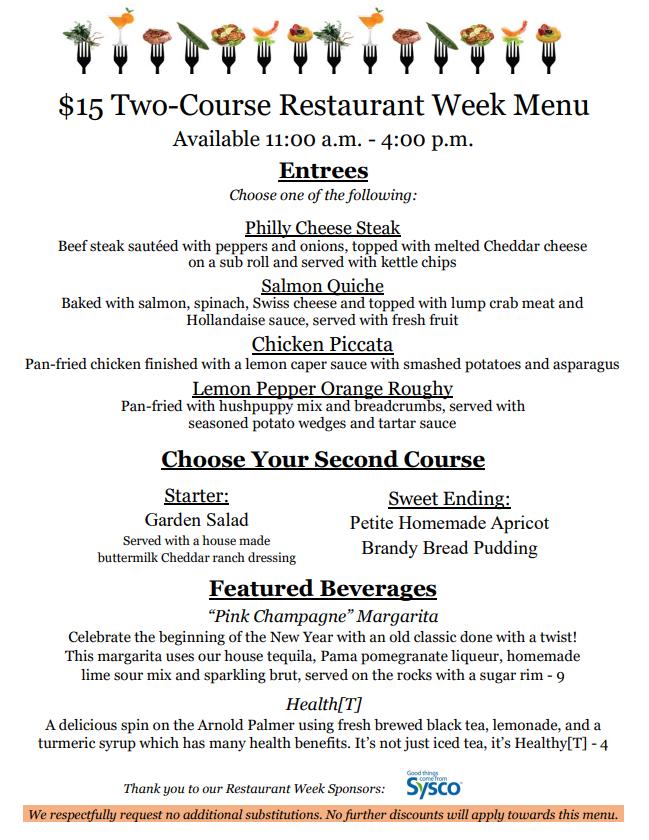 $15 Two-Course Restaurant Week Menu
Available 11:00 a.m. - 4:00 p.m.
Entrees
Choose one of the following:
Philly Cheese Steak
Beef steak sautéed with peppers and onions, topped with melted Cheddar cheese
on a sub roll and served with kettle chips
Salmon Quiche
Baked with salmon, spinach, Swiss cheese and topped with lump crab meat and
Hollandaise sauce, served with fresh fruit
Chicken Piccata
Pan-fried chicken finished with a lemon caper sauce with smashed potatoes and asparagus
Lemon Pepper Orange Roughy
Pan-fried with hushpuppy mix and breadcrumbs, served with
seasoned potato wedges and tartar sauce
Choose Your Second Course
Starter:
Garden Salad
Served with a house made
buttermilk Cheddar ranch dressing
Sweet Ending:
Petite Homemade Apricot
Brandy Bread Pudding
Featured Beverages
“Pink Champagne” Margarita
Celebrate the beginning of the New Year with an old classic done with a twist!
This margarita uses our house tequila, Pama pomegranate liqueur, homemade
lime sour mix and sparkling brut, served on the rocks with a sugar rim - 9
Health[T]
A delicious spin on the Arnold Palmer using fresh brewed black tea, lemonade, and a
turmeric syrup which has many health benefits. It’s not just iced tea, it’s Healthy[T] - 4
Thank you to our Restaurant Week Sponsors:
Good things
come from
Sysco
We respectfully request no additional substitutions. No further discounts will apply towards this menu.